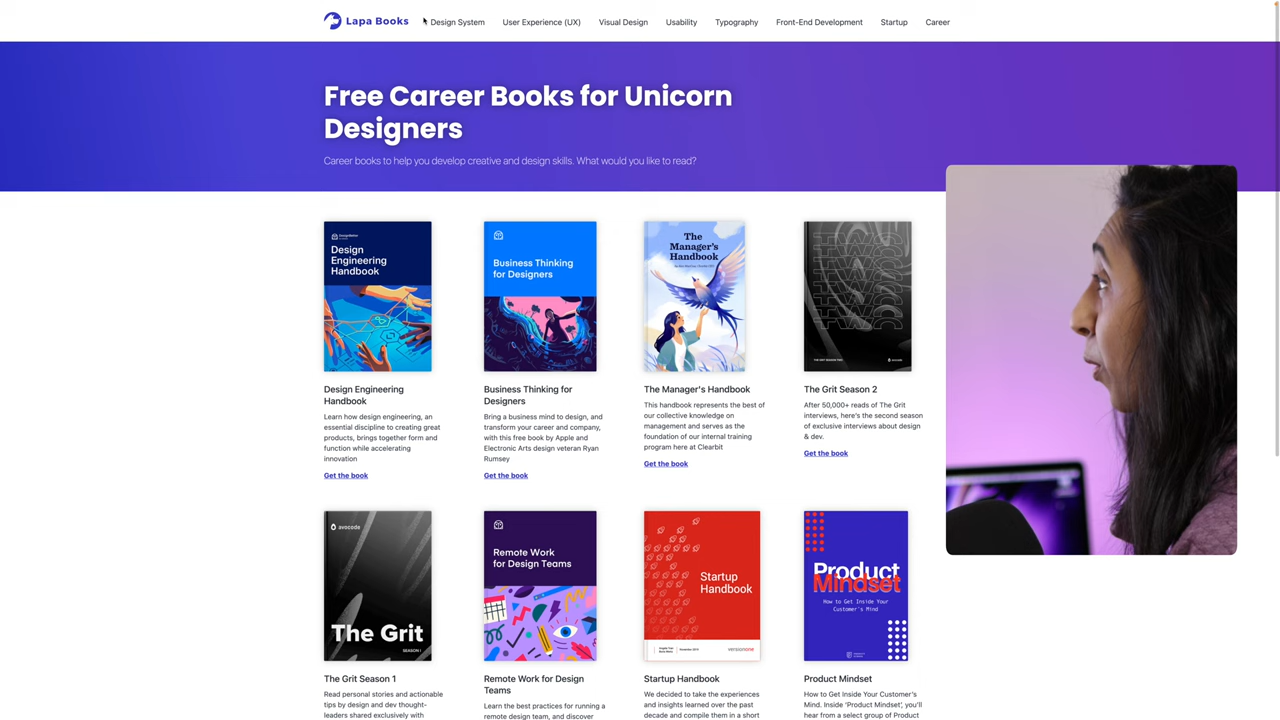 Lapa Books
Design System
User Experience (UX)
Visual Design
Usability
Typography
Front-End Development
Startup
Career
Free Career Books for Unicorn
Designers
Career books to help you develop creative and design skills. What would you like to read?
Design
Engineering
Handbook
Business Thinking
for Designers
The
Manager's
Handbook
TWC
THE GRIT SEASON TWO
avocode
Design Engineering
Handbook
Learn how design engineering, an
essential discipline to creating great
products, brings together form and
function while accelerating
innovation
Get the book
Business Thinking for
Designers
Bring a business mind to design, and
transform your career and company,
with this free book by Apple and
Electronic Arts design veteran Ryan
Rumsey
Get the book
The Manager's Handbook
This handbook represents the best of
our collective knowledge on
management and serves as the
foundation of our internal training
program here at Clearbit
Get the book
The Grit Season 2
After 50,000+ reads of The Grit
interviews, here's the second season
of exclusive interviews about design
& dev.
Get the book
avocode
The Grit
SEASON 1
Remote Work
for Design Teams
Startup
Handbook
versionone
Product
Mindset
How to Get Inside Your
Customer's Mind
The Grit Season 1
Read personal stories and actionable
tips by design and dev thought-
leaders shared exclusively with
Remote Work for Design
Teams
Learn the best practices for running a
remote design team, and discover
Startup Handbook
We decided to take the experiences
and insights learned over the past
decade and compile them in a short
Product Mindset
How to Get Inside Your Customer's
Mind. Inside 'Product Mindset', you'll
hear from a select group of Product